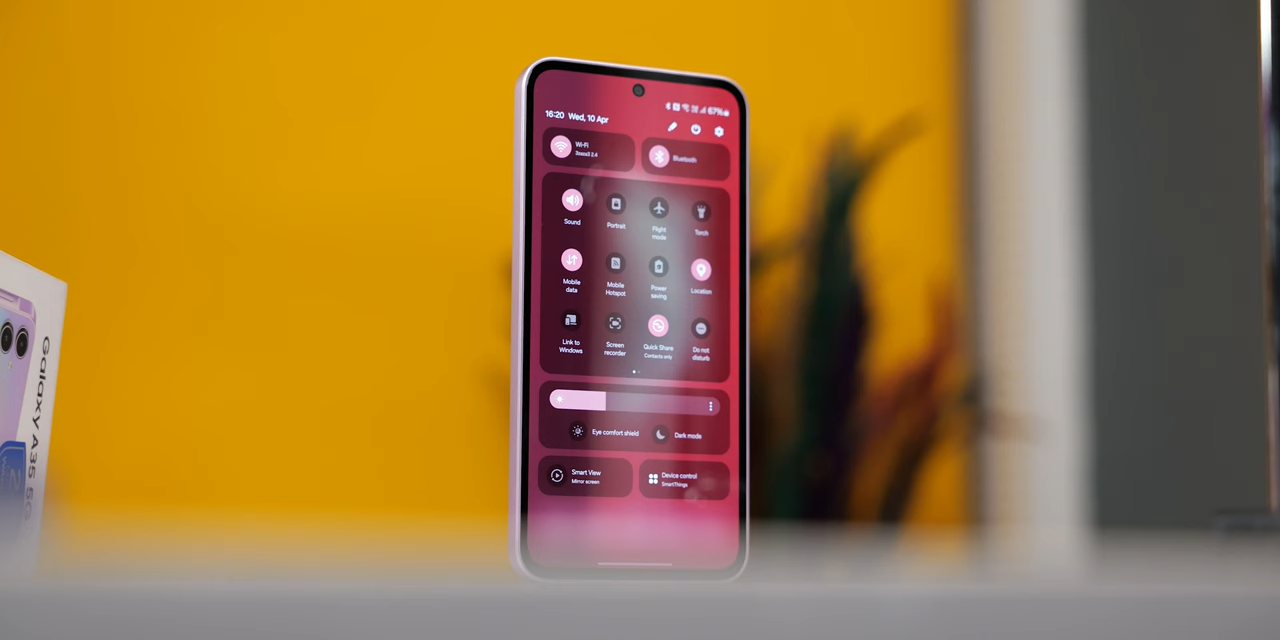 67%
16:20 Wed, 10 Apr
Wi-Fi
Bluetooth
Sound
Portrait
Flight
mode
Torch
Mobile
data
Mobile
Hotspot
Power
saving
Location
Link to
Windows
Screen
recorder
Quick Share
Contacts only
Do not
disturb
Eye comfort shield
Dark mode
Smart View
Mirror screen
Device control
SmartThings
Galaxy A35 5G